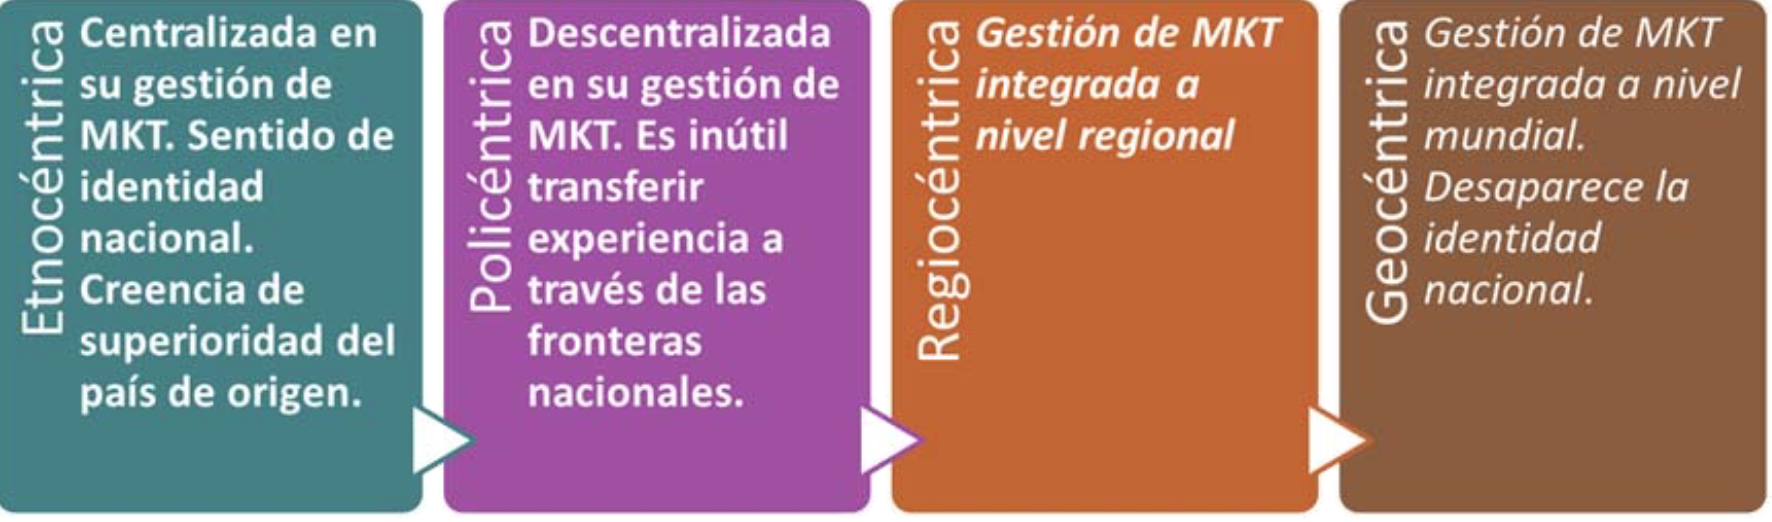 Etnocéntrica
Centralizada en
su gestión de
MKT. Sentido de
identidad
nacional.
Creencia de
superioridad del
país de origen.
Policéntrica
Descentralizada
en su gestión de
MKT. Es inútil
transferir
experiencia a
través de las
fronteras
nacionales.
Regiocéntrica
Gestión de MKT
integrada a
nivel regional
Geocéntrica
Gestión de MKT
integrada a nivel
mundial.
Desaparece la
identidad
nacional.